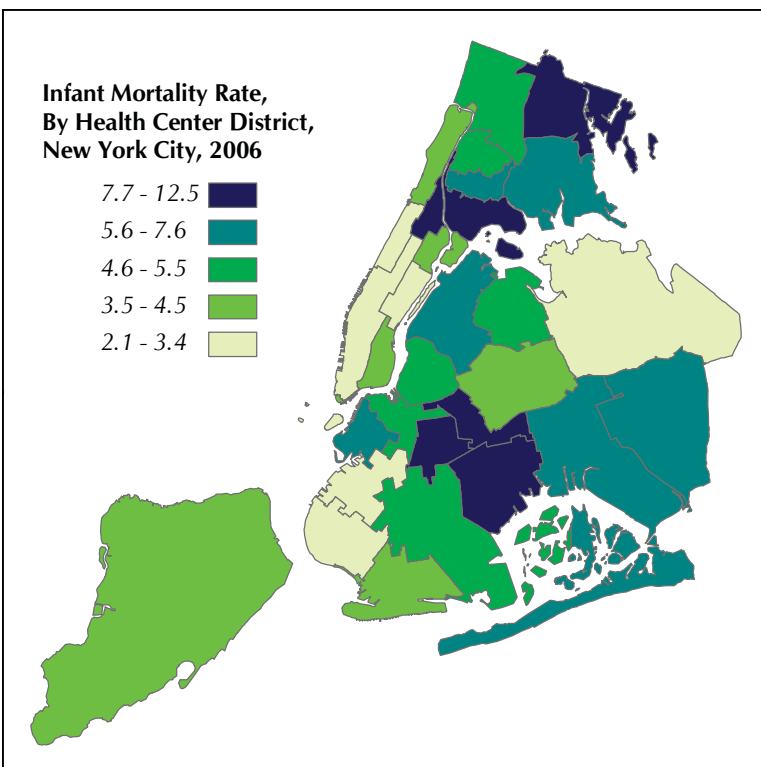 Infant Mortality Rate,
By Health Center District,
New York City, 2006
7.7 - 12.5
5.6 - 7.6
4.6 - 5.5
3.5 - 4.5
2.1 - 3.4